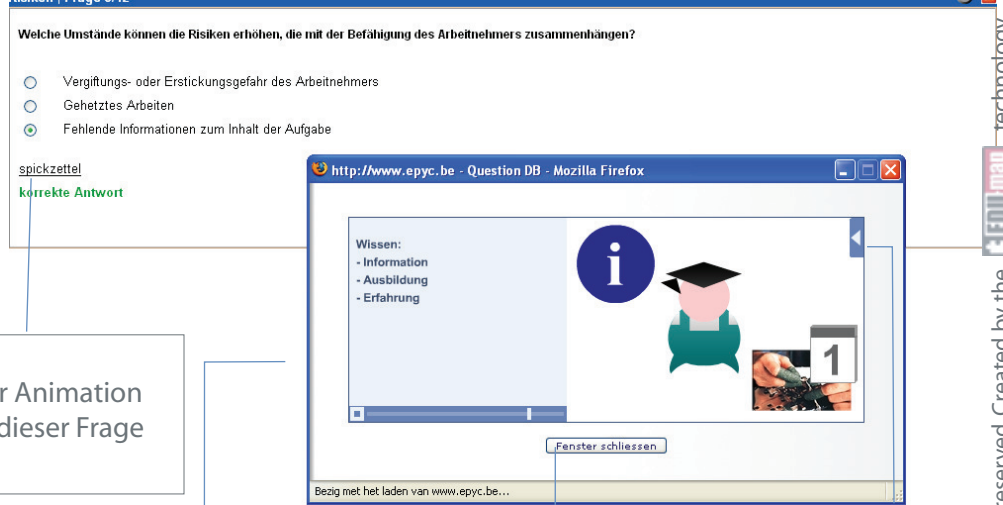 Welche Umstände können die Risiken erhöhen, die mit der Befähigung des Arbeitnehmers zusammenhängen?
Vergiftungs- oder Erstickungsgefahr des Arbeitnehmers
Gehetztes Arbeiten
Fehlende Informationen zum Inhalt der Aufgabe
spickzettel
korrekte Antwort
http://www.epyc.be - Question DB - Mozilla Firefox
Wissen:
- Information
- Ausbildung
- Erfahrung
i
1
Fenster schliessen
Bezig met het laden van www.epyc.be...
r Animation
dieser Frage
Created by the
EDUman
technology